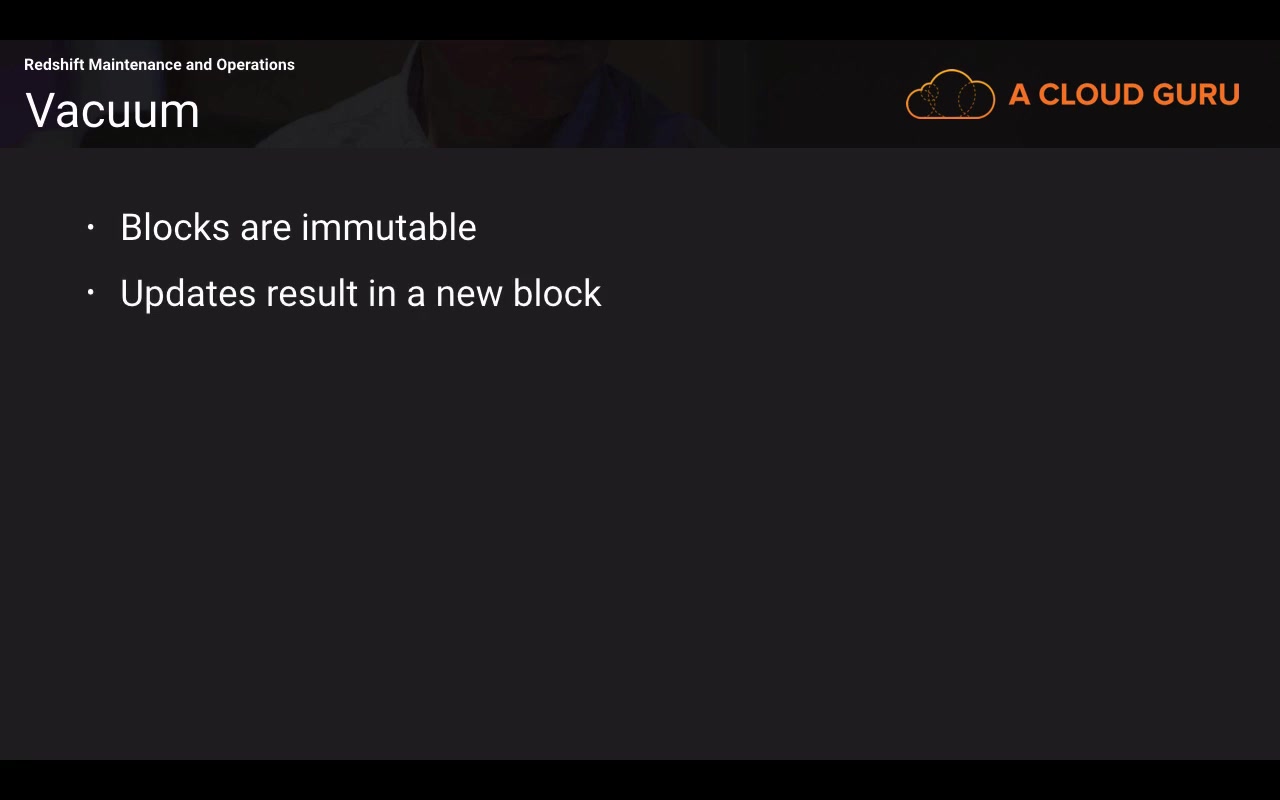 Redshift Maintenance and Operations
Vacuum
A CLOUD GURU
• Blocks are immutable
• Updates result in a new block